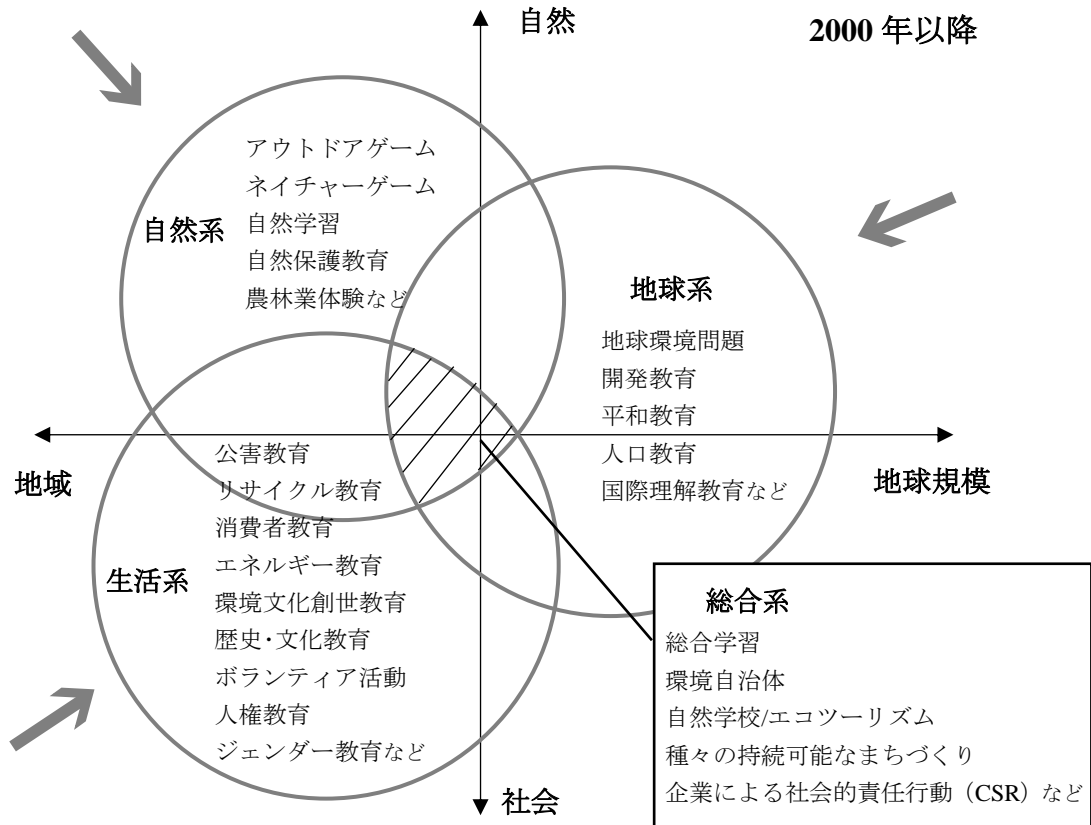 自然
2000 年以降
自然系
アウトドアゲーム
ネイチャーゲーム
自然学習
自然保護教育
農林業体験など
地球系
地球環境問題
開発教育
平和教育
人口教育
国際理解教育など
地域
地球規模
生活系
公害教育
リサイクル教育
消費者教育
エネルギー教育
環境文化創世教育
歴史・文化教育
ボランティア活動
人権教育
ジェンダー教育など
総合系
総合学習
環境自治体
自然学校/エコツーリズム
種々の持続可能なまちづくり
企業による社会的責任行動（CSR）など
社会